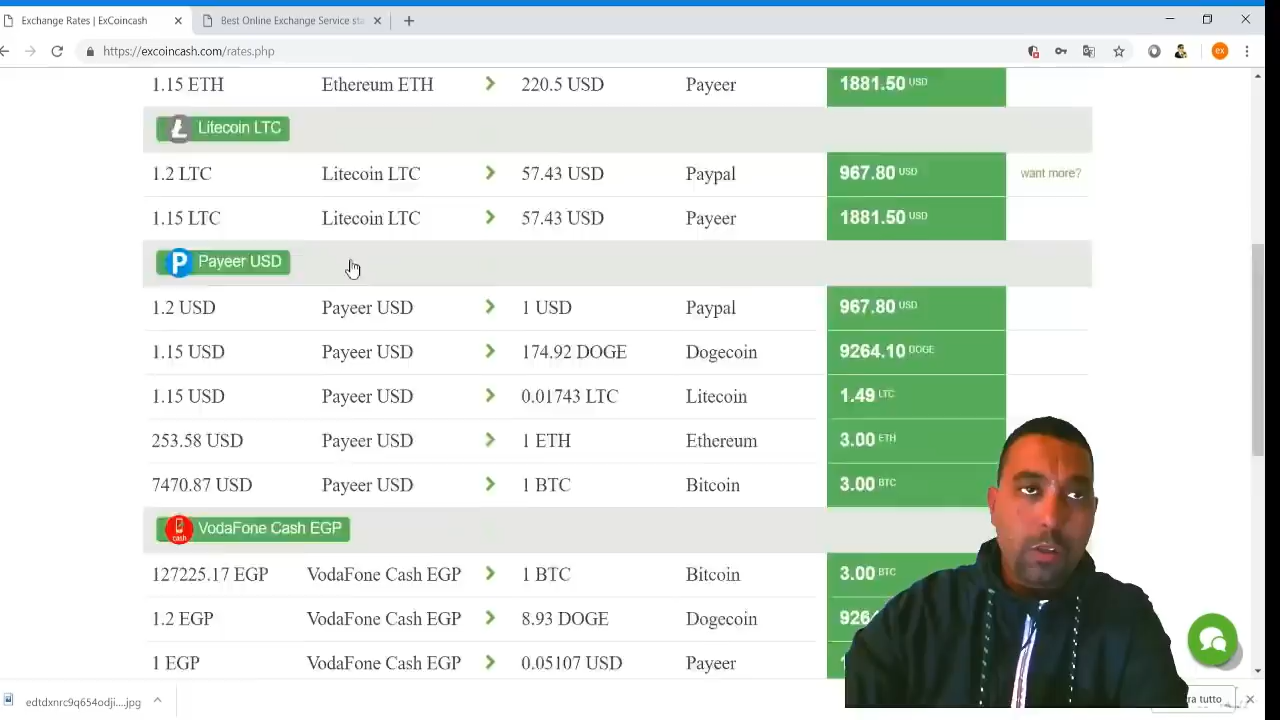 Exchange Rates | ExCoincash
Best Online Exchange Service sta
https://excoincash.com/rates.php
1.15 ETH Ethereum ETH 220.5 USD Payeer 1881.50 USD
Litecoin LTC
1.2 LTC Litecoin LTC 57.43 USD Paypal 967.80 USD want more?
1.15 LTC Litecoin LTC 57.43 USD Payeer 1881.50 USD
Payeer USD
1.2 USD Payeer USD 1 USD Paypal 967.80 USD
1.15 USD Payeer USD 174.92 DOGE Dogecoin 9264.10 DOGE
1.15 USD Payeer USD 0.01743 LTC Litecoin 1.49 LTC
253.58 USD Payeer USD 1 ETH Ethereum 3.00 ETH
7470.87 USD Payeer USD 1 BTC Bitcoin 3.00 BTC
VodaFone Cash EGP
127225.17 EGP VodaFone Cash EGP 1 BTC Bitcoin 3.00 BTC
1.2 EGP VodaFone Cash EGP 8.93 DOGE Dogecoin 9264
1 EGP VodaFone Cash EGP 0.05107 USD Payeer
edtdxnrc9q654odji....jpg
ra tutto